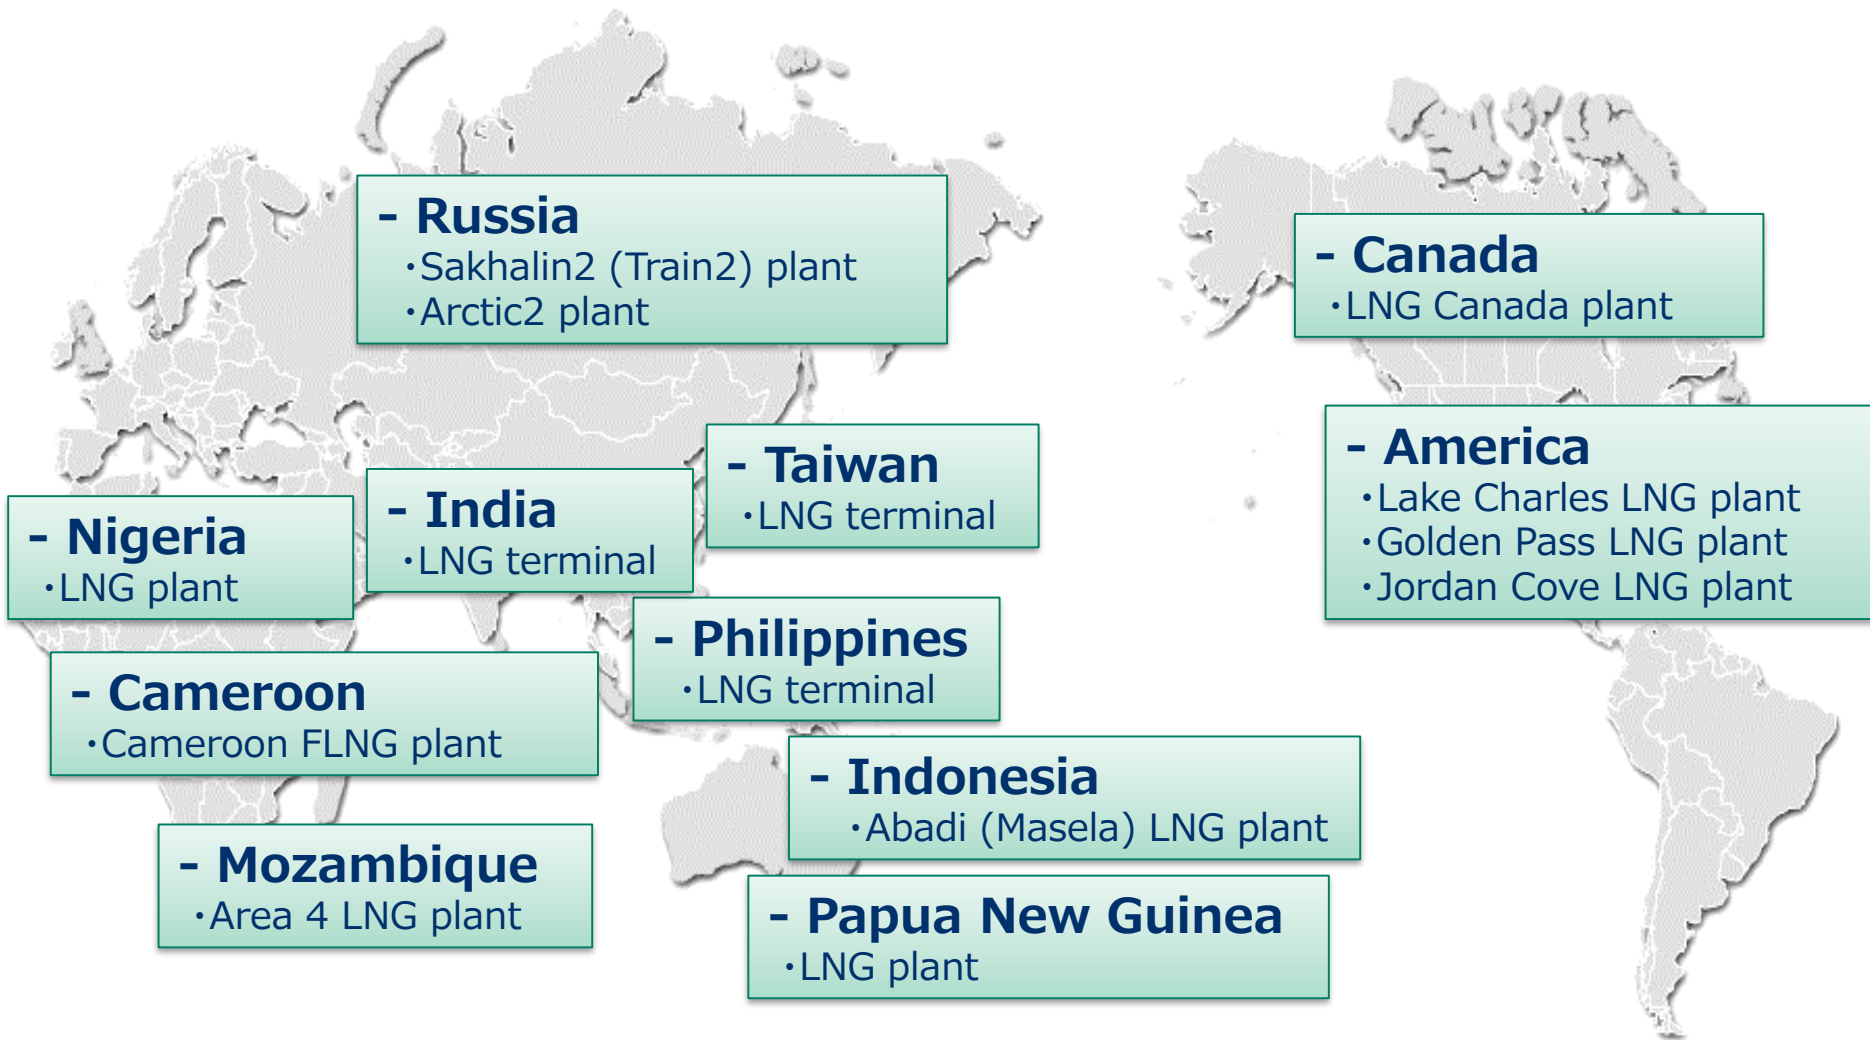 - Russia
・Sakhalin2 (Train2) plant
・Arctic2 plant
- Canada
・LNG Canada plant
- America
・Lake Charles LNG plant
・Golden Pass LNG plant
・Jordan Cove LNG plant
- Taiwan
・LNG terminal
- India
・LNG terminal
- Nigeria
・LNG plant
- Philippines
・LNG terminal
- Cameroon
・Cameroon FLNG plant
- Indonesia
・Abadi (Masela) LNG plant
- Mozambique
・Area 4 LNG plant
- Papua New Guinea
・LNG plant